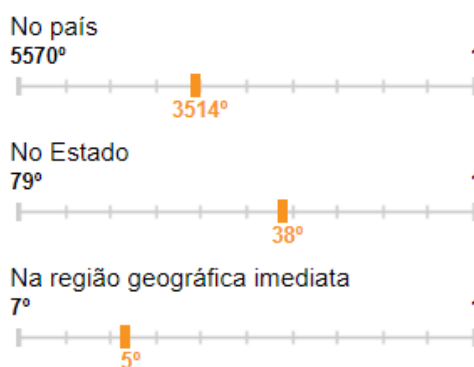 No país
5570º
3514º
No Estado
79º
38º
Na região geográfica imediata
7º
5º